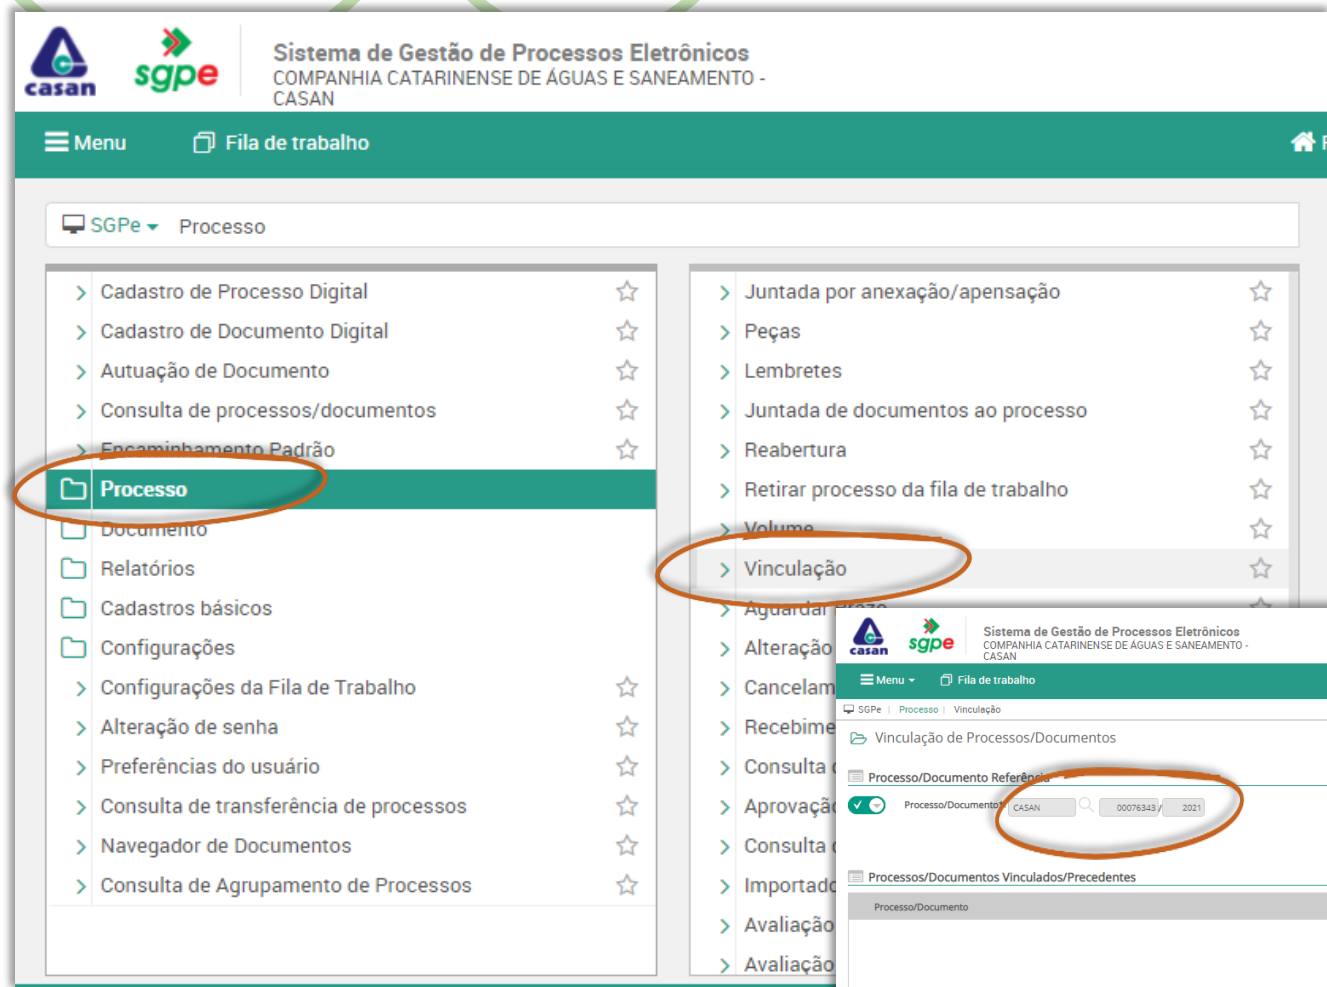 casan
sgpe
Sistema de Gestão de Processos Eletrônicos
COMPANHIA CATARINENSE DE ÁGUAS E SANEAMENTO -
CASAN
Menu
Fila de trabalho
SGPe
Processo
Cadastro de Processo Digital
Cadastro de Documento Digital
Autuação de Documento
Consulta de processos/documentos
Encaminhamento Padrão
Processo
Documento
Relatórios
Cadastros básicos
Configurações
Configurações da Fila de Trabalho
Alteração de senha
Preferências do usuário
Consulta de transferência de processos
Navegador de Documentos
Consulta de Agrupamento de Processos
Juntada por anexação/apensação
Peças
Lembretes
Juntada de documentos ao processo
Reabertura
Retirar processo da fila de trabalho
Volume
Vinculação
Aguardar Prazo
Alteração
Cancelam
Recebime
Consulta
Aprovação
Consulta
Importado
Avaliação
Avaliação
casan
sgpe
Sistema de Gestão de Processos Eletrônicos
COMPANHIA CATARINENSE DE ÁGUAS E SANEAMENTO -
CASAN
Menu
Fila de trabalho
SGPe | Processo | Vinculação
Vinculação de Processos/Documentos
Processo/Documento Referência
Processo/Documento* CASAN 00076343 / 2021
Processos/Documentos Vinculados/Precedentes
Processo/Documento